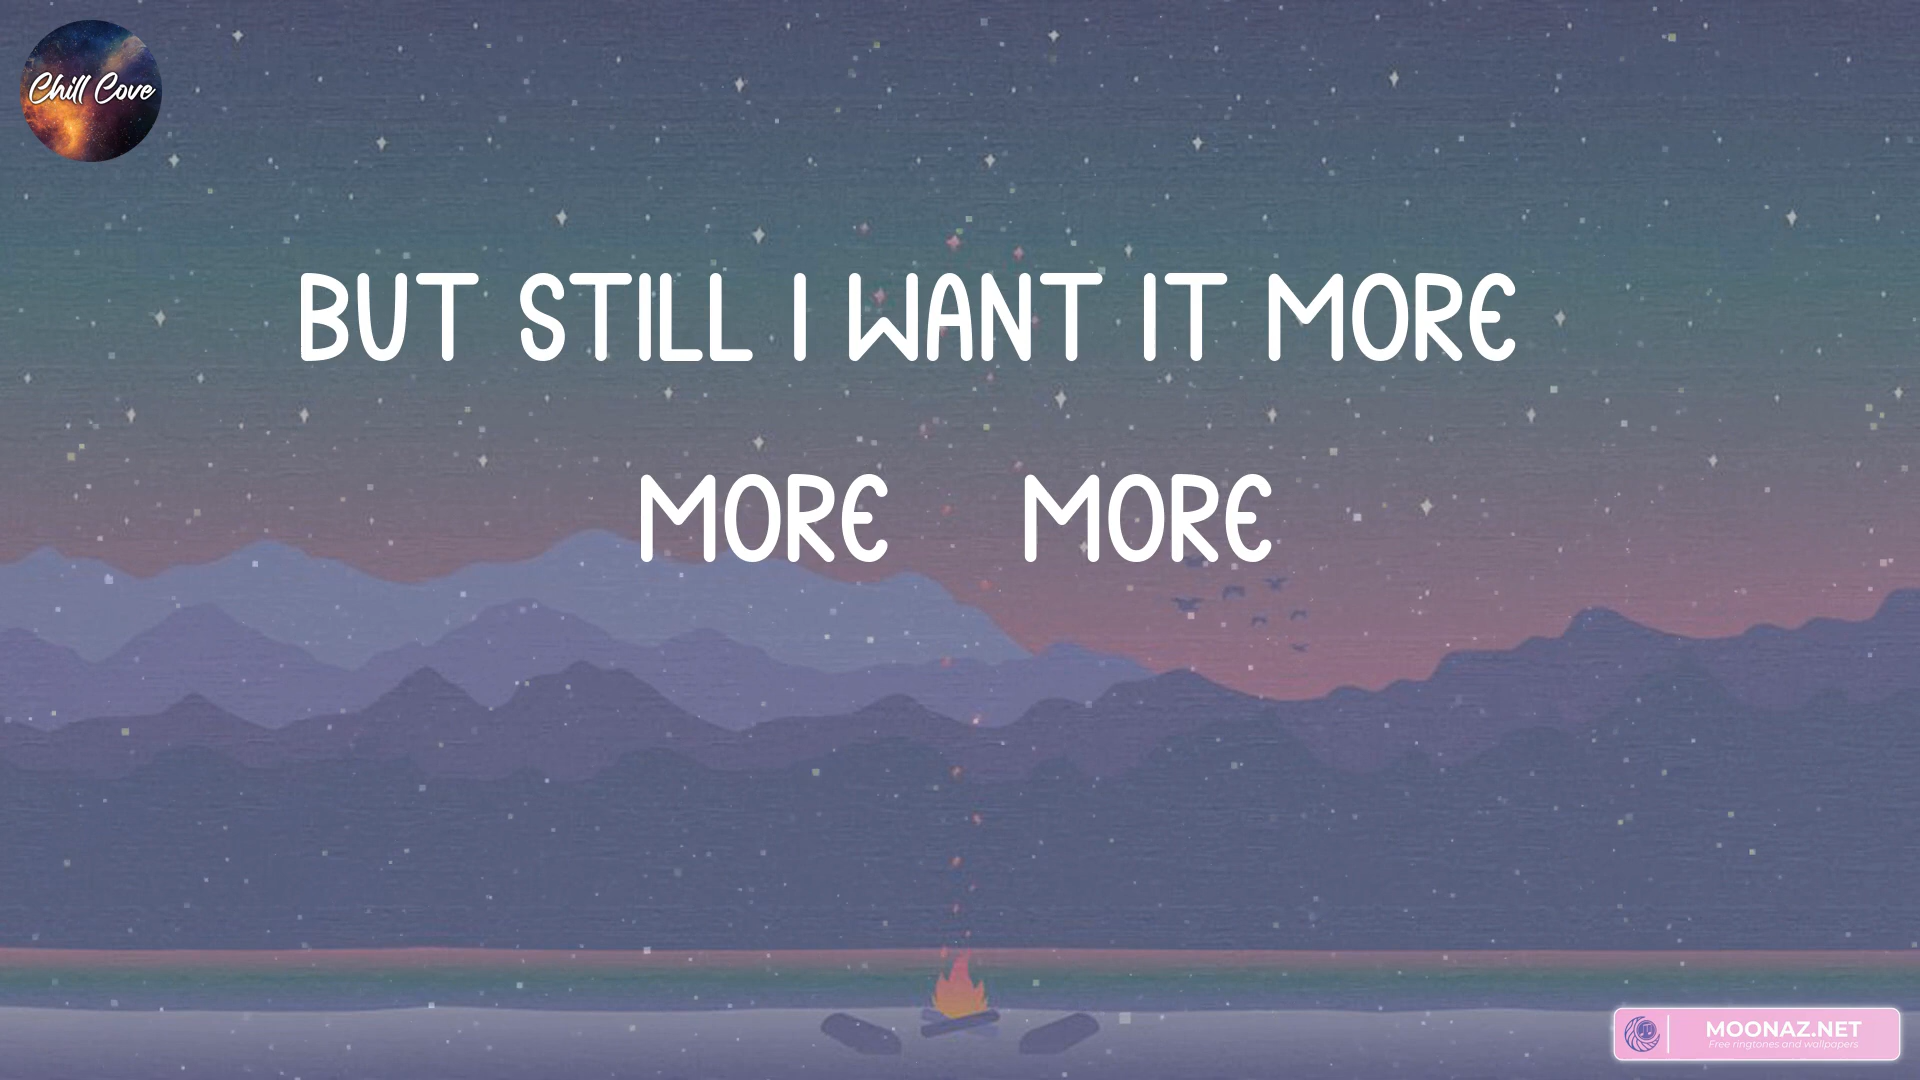 Chill Cove
BUT STILL I WANT IT MORE
MORE MORE
MOONAZ.NET
Free ringtones and wallpapers